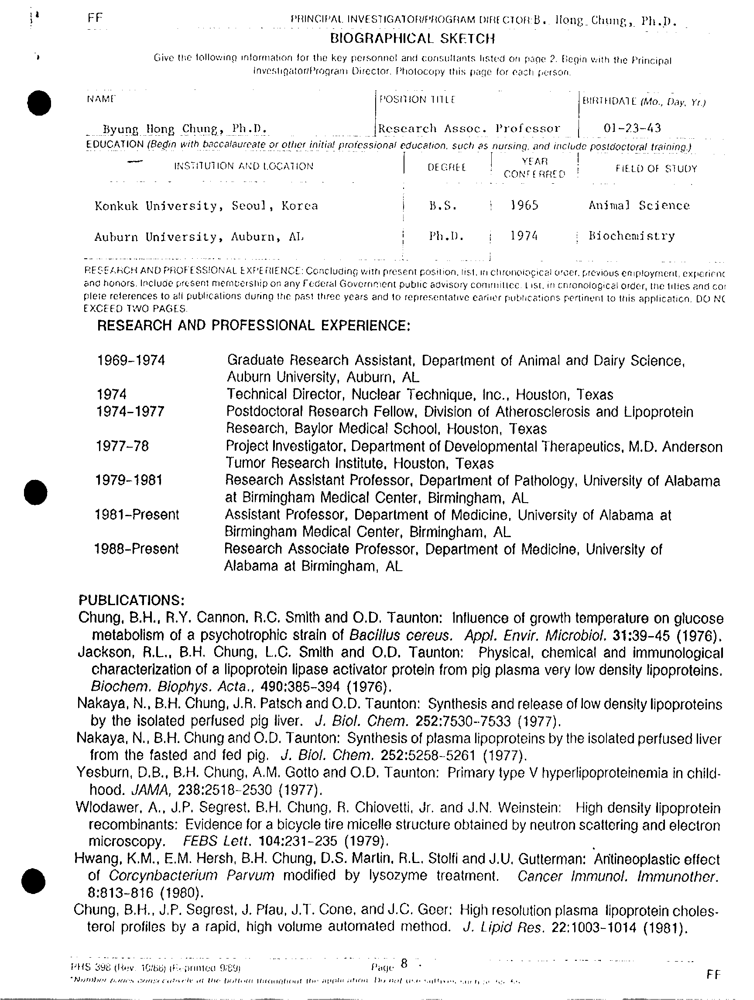 FF
PRINCIPAL INVESTIGATOR/PROGRAM DIRECTOR: B. Hong Chung, Ph.D.
BIOGRAPHICAL SKETCH
Give the following information for the key personnel and consultants listed on page 2. Begin with the Principal
Investigator/Program Director. Photocopy this page for each person.
NAME
POSITION TITLE
BIRTHDATE (Mo., Day, Yr.)
Byung Hong Chung, Ph.D.
Research Assoc. Professor
01-23-43
EDUCATION (Begin with baccalaureate or other initial professional education, such as nursing, and include postdoctoral training.)
INSTITUTION AND LOCATION
DEGREE
YEAR
CONFERRED
FIELD OF STUDY
Konkuk University, Seoul, Korea
B.S.
1965
Animal Science
Auburn University, Auburn, AL
Ph.D.
1974
Biochemistry
RESEARCH AND PROFESSIONAL EXPERIENCE: Concluding with present position, list, in chronological order, previous employment, experienc
and honors. Include present membership on any Federal Government public advisory committee. List, in chronological order, the titles and com
plete references to all publications during the past three years and to representative earlier publications pertinent to this application. DO NO
EXCEED TWO PAGES.
RESEARCH AND PROFESSIONAL EXPERIENCE:
1969-1974 Graduate Research Assistant, Department of Animal and Dairy Science,
Auburn University, Auburn, AL
1974 Technical Director, Nuclear Technique, Inc., Houston, Texas
1974-1977 Postdoctoral Research Fellow, Division of Atherosclerosis and Lipoprotein
Research, Baylor Medical School, Houston, Texas
1977-78 Project Investigator, Department of Developmental Therapeutics, M.D. Anderson
Tumor Research Institute, Houston, Texas
1979-1981 Research Assistant Professor, Department of Pathology, University of Alabama
at Birmingham Medical Center, Birmingham, AL
1981-Present Assistant Professor, Department of Medicine, University of Alabama at
Birmingham Medical Center, Birmingham, AL
1988-Present Research Associate Professor, Department of Medicine, University of
Alabama at Birmingham, AL
PUBLICATIONS:
Chung, B.H., R.Y. Cannon, R.C. Smith and O.D. Taunton: Influence of growth temperature on glucose
metabolism of a psychotrophic strain of Bacillus cereus. Appl. Envir. Microbiol. 31:39-45 (1976).
Jackson, R.L., B.H. Chung, L.C. Smith and O.D. Taunton: Physical, chemical and immunological
characterization of a lipoprotein lipase activator protein from pig plasma very low density lipoproteins.
Biochem. Biophys. Acta., 490:385-394 (1976).
Nakaya, N., B.H. Chung, J.R. Patsch and O.D. Taunton: Synthesis and release of low density lipoproteins
by the isolated perfused pig liver. J. Biol. Chem. 252:7530-7533 (1977).
Nakaya, N., B.H. Chung and O.D. Taunton: Synthesis of plasma lipoproteins by the isolated perfused liver
from the fasted and fed pig. J. Biol. Chem. 252:5258-5261 (1977).
Yesburn, D.B., B.H. Chung, A.M. Gotto and O.D. Taunton: Primary type V hyperlipoproteinemia in child-
hood. JAMA, 238:2518-2530 (1977).
Wlodawer, A., J.P. Segrest, B.H. Chung, R. Chiovetti, Jr. and J.N. Weinstein: High density lipoprotein
recombinants: Evidence for a bicycle tire micelle structure obtained by neutron scattering and electron
microscopy. FEBS Lett. 104:231-235 (1979).
Hwang, K.M., E.M. Hersh, B.H. Chung, D.S. Martin, R.L. Stolfi and J.U. Gutterman: Antineoplastic effect
of Corcynbacterium Parvum modified by lysozyme treatment. Cancer Immunol. Immunother.
8:813-816 (1980).
Chung, B.H., J.P. Segrest, J. Pfau, J.T. Cone, and J.C. Geer: High resolution plasma lipoprotein choles-
terol profiles by a rapid, high volume automated method. J. Lipid Res. 22:1003-1014 (1981).
PHS 398 (Rev. 10/88) (Reprinted 9/89)
Page 8
*Number pages consecutively at the bottom throughout the application. Do not use suffixes such as
FF